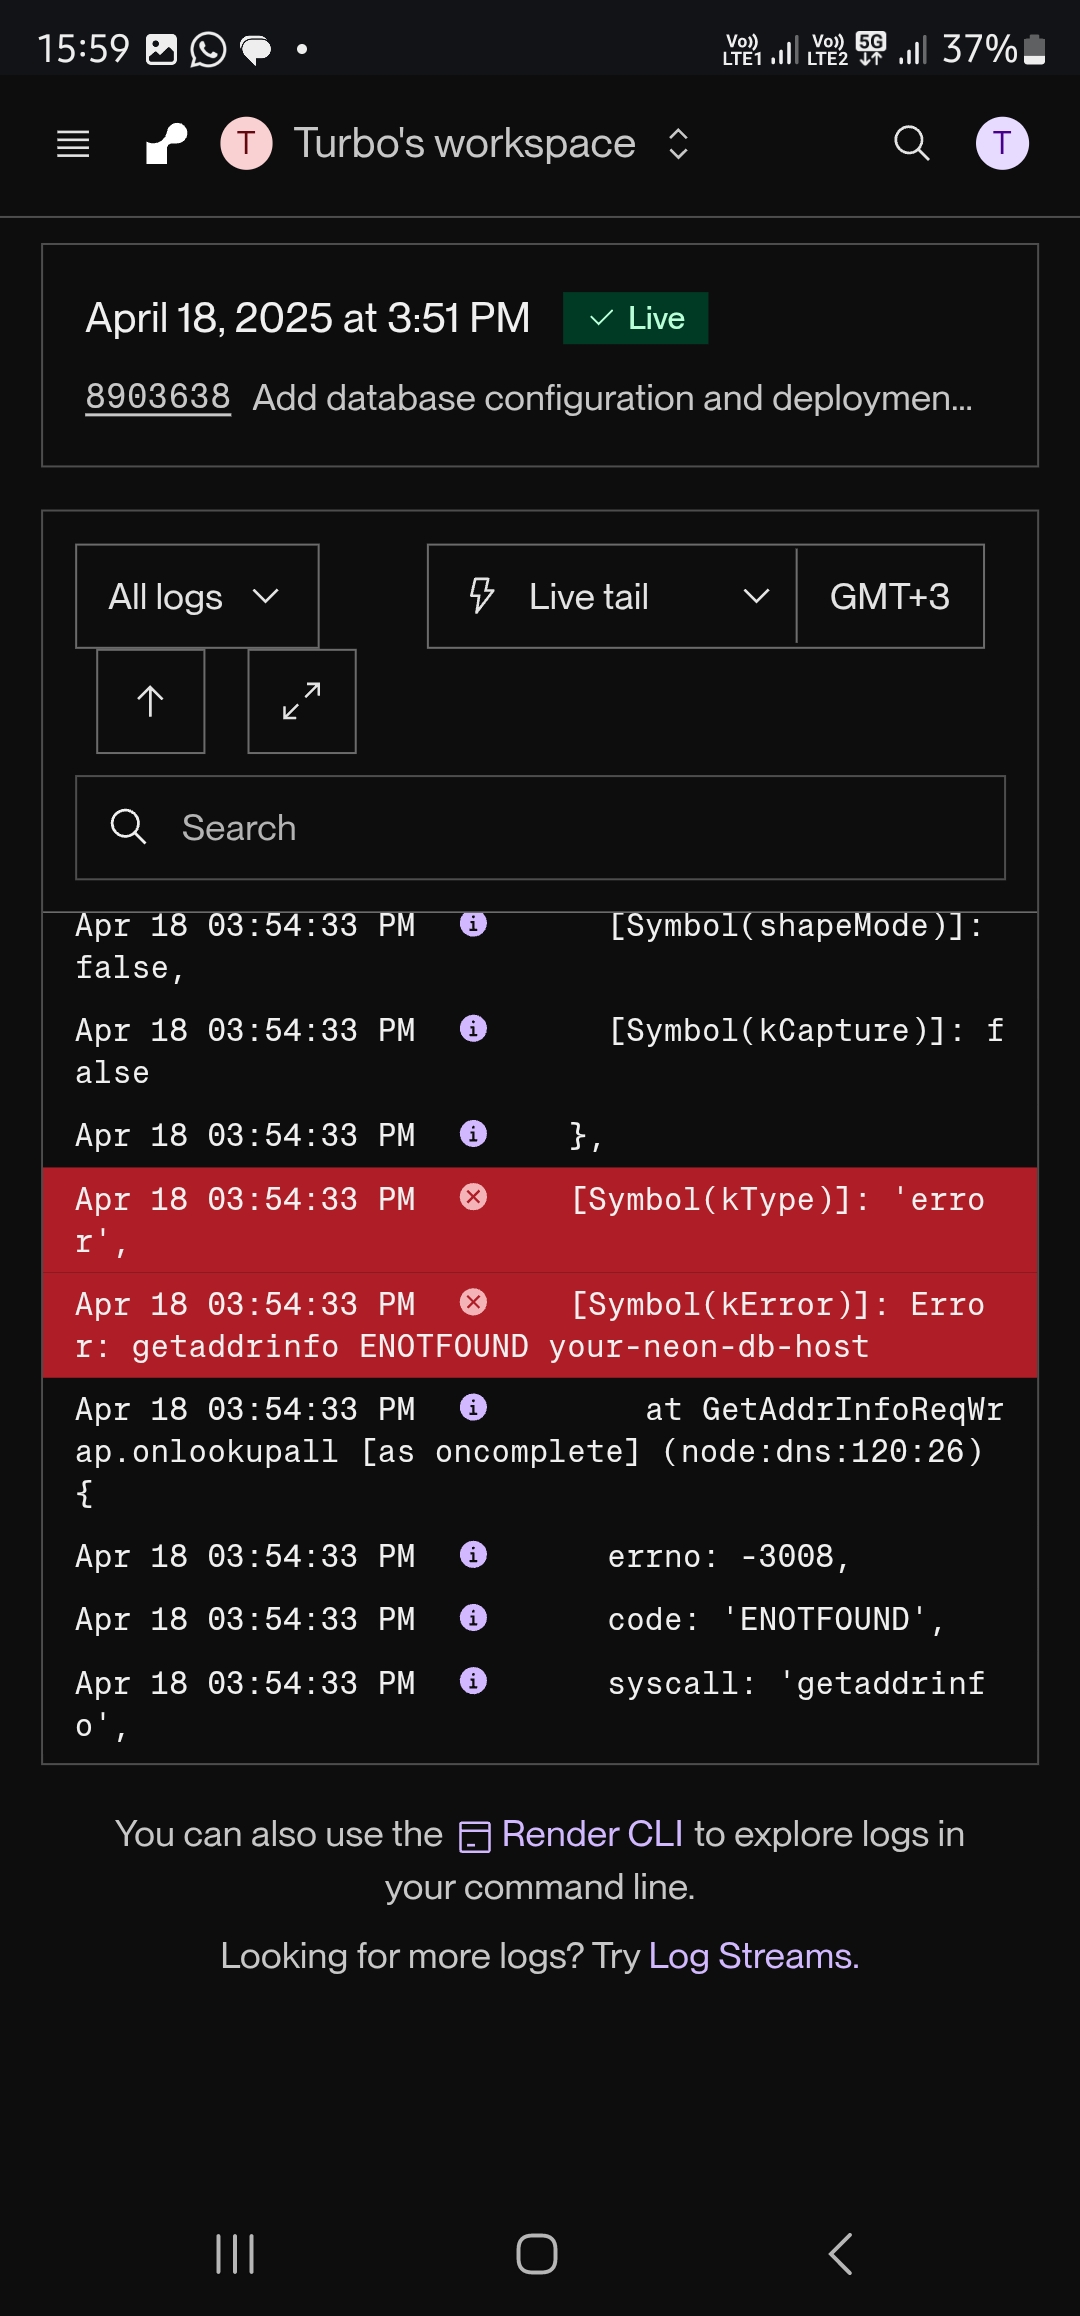 15:59 Vo)) LTE1 Vo)) LTE2 5G 37%
T Turbo's workspace T
April 18, 2025 at 3:51 PM Live
8903638 Add database configuration and deploymen...
All logs Live tail GMT+3
Search
Apr 18 03:54:33 PM [Symbol(shapeMode)]:
false,
Apr 18 03:54:33 PM [Symbol(kCapture)]: f
alse
Apr 18 03:54:33 PM },
Apr 18 03:54:33 PM [Symbol(kType)]: 'erro
r',
Apr 18 03:54:33 PM [Symbol(kError)]: Erro
r: getaddrinfo ENOTFOUND your-neon-db-host
Apr 18 03:54:33 PM at GetAddrInfoReqWr
ap.onlookupall [as oncomplete] (node:dns:120:26)
{
Apr 18 03:54:33 PM errno: -3008,
Apr 18 03:54:33 PM code: 'ENOTFOUND',
Apr 18 03:54:33 PM syscall: 'getaddrinf
o',
You can also use the Render CLI to explore logs in
your command line.
Looking for more logs? Try Log Streams.